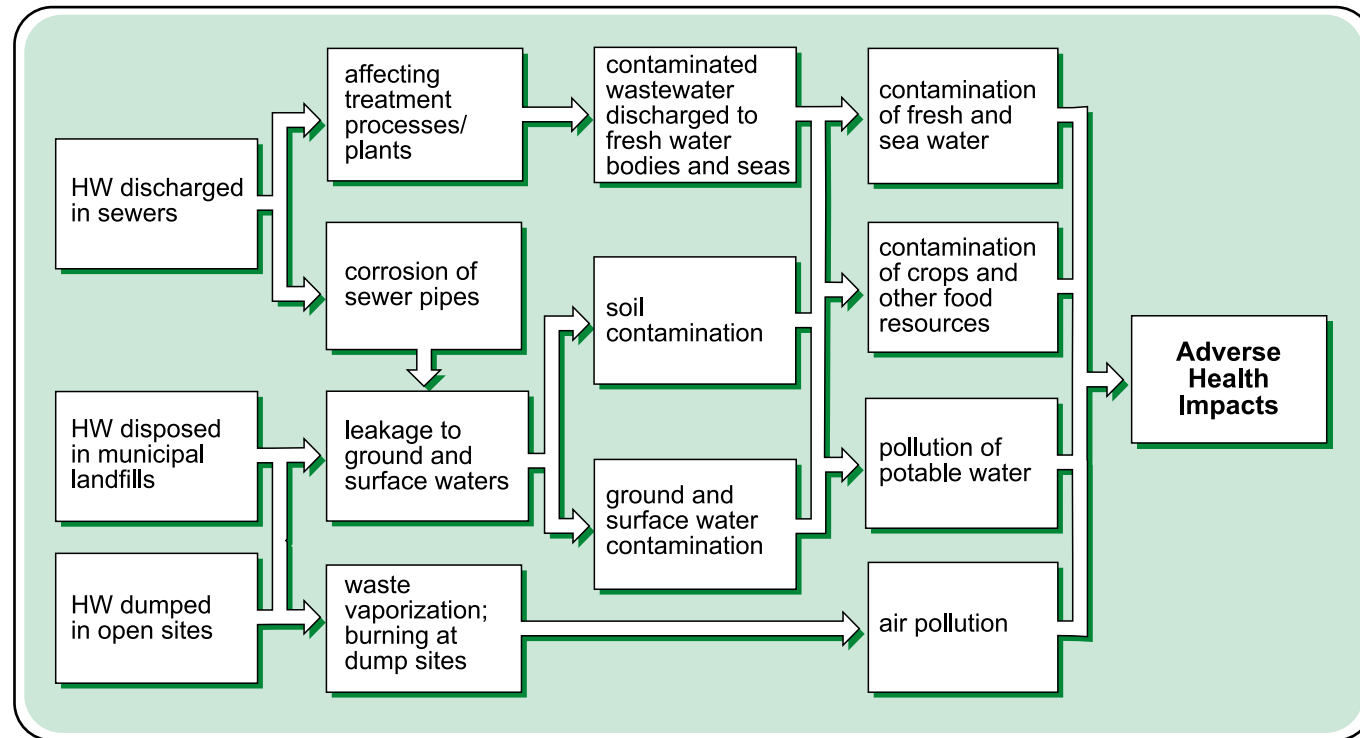 HW discharged
in sewers
affecting
treatment
processes/
plants
contaminated
wastewater
discharged to
fresh water
bodies and seas
contamination
of fresh and
sea water
corrosion of
sewer pipes
soil
contamination
contamination
of crops and
other food
resources
Adverse
Health
Impacts
HW disposed
in municipal
landfills
leakage to
ground and
surface waters
ground and
surface water
contamination
pollution of
potable water
HW dumped
in open sites
waste
vaporization;
burning at
dump sites
air pollution